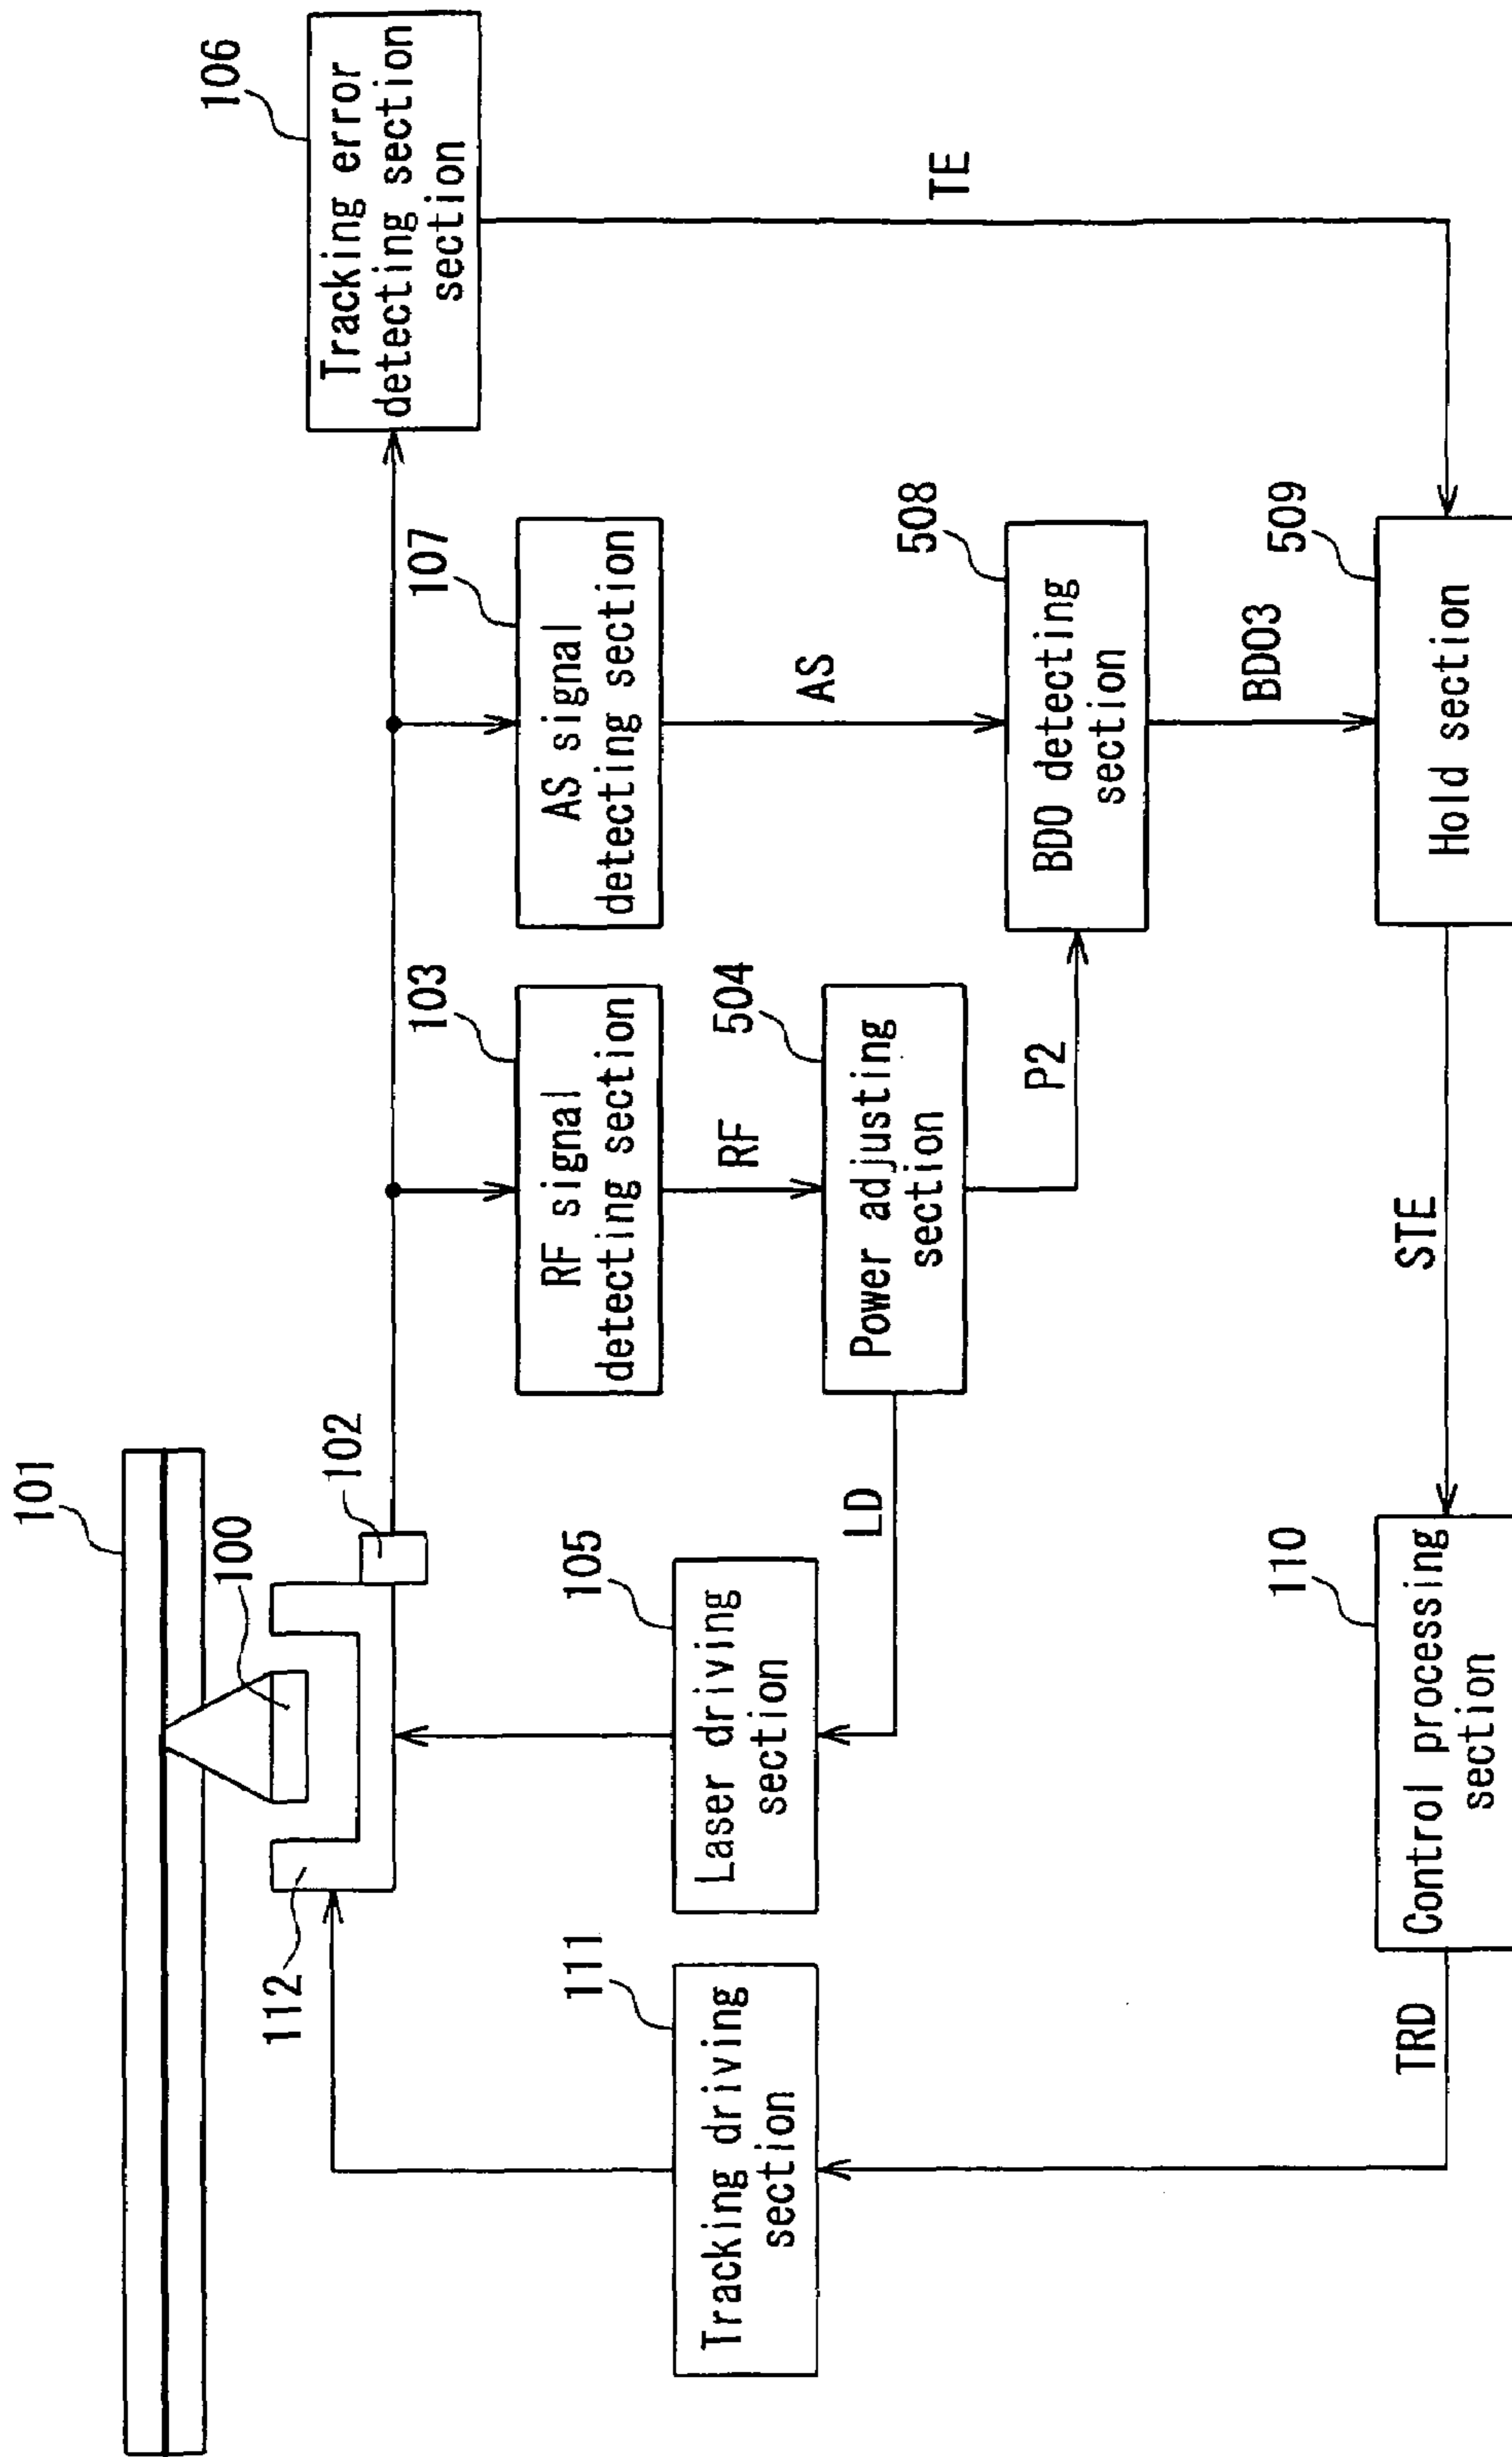 101
106
100
112
102
Tracking error
detecting section
section
103
107
RF signal
detecting section
AS signal
detecting section
111
105
504
Tracking driving
section
Laser driving
section
RF
AS
Power adjusting
section
LD
508
TE
P2
BDO detecting
section
110
509
BDO3
TRD
STE
Control processing
section
Hold section